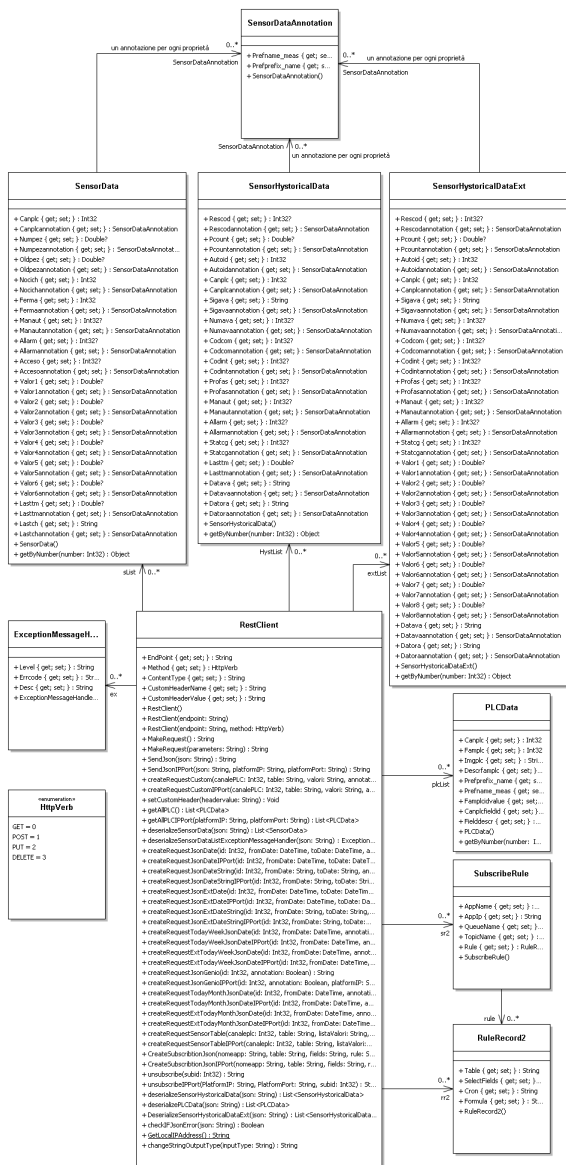 SensorDataAnnotation
+ Prefname_meas { get; se...
+ Prefprefix_name { get; s...
+ SensorDataAnnotation()
un annotazione per ogni proprietà
0..*
SensorDataAnnotation
0..*
un annotazione per ogni proprietà
SensorDataAnnotation
SensorDataAnnotation
0..*
un annotazione per ogni proprietà
SensorData
+ Canplc { get; set; } : Int32
+ Canplcannotation { get; set; } : SensorDataAnnotation
+ Numpez { get; set; } : Double?
+ Numpezannotation { get; set; } : SensorDataAnnotat...
+ Oldpez { get; set; } : Double?
+ Oldpezannotation { get; set; } : SensorDataAnnotation
+ Nocich { get; set; } : Int32
+ Nocichannotation { get; set; } : SensorDataAnnotation
+ Ferma { get; set; } : Int32
+ Fermaannotation { get; set; } : SensorDataAnnotation
+ Manaut { get; set; } : Int32?
+ Manautannotation { get; set; } : SensorDataAnnotation
+ Allarm { get; set; } : Int32?
+ Allarmannotation { get; set; } : SensorDataAnnotation
+ Acceso { get; set; } : Int32?
+ Accesoannotation { get; set; } : SensorDataAnnotation
+ Valor1 { get; set; } : Double?
+ Valor1annotation { get; set; } : SensorDataAnnotation
+ Valor2 { get; set; } : Double?
+ Valor2annotation { get; set; } : SensorDataAnnotation
+ Valor3 { get; set; } : Double?
+ Valor3annotation { get; set; } : SensorDataAnnotation
+ Valor4 { get; set; } : Double?
+ Valor4annotation { get; set; } : SensorDataAnnotation
+ Valor5 { get; set; } : Double?
+ Valor5annotation { get; set; } : SensorDataAnnotation
+ Valor6 { get; set; } : Double?
+ Valor6annotation { get; set; } : SensorDataAnnotation
+ Lasttm { get; set; } : Double?
+ Lasttmannotation { get; set; } : SensorDataAnnotation
+ Lastch { get; set; } : String
+ Lastchannotation { get; set; } : SensorDataAnnotation
+ SensorData()
+ getByNumber(number: Int32) : Object
SensorHystoricalData
+ Rescod { get; set; } : Int32?
+ Rescodannotation { get; set; } : SensorDataAnnotation
+ Pcount { get; set; } : Double?
+ Pcountannotation { get; set; } : SensorDataAnnotation
+ Autoid { get; set; } : Int32
+ Autoidannotation { get; set; } : SensorDataAnnotation
+ Canplc { get; set; } : Int32
+ Canplcannotation { get; set; } : SensorDataAnnotation
+ Sigava { get; set; } : String
+ Sigavaannotation { get; set; } : SensorDataAnnotation
+ Numava { get; set; } : Int32?
+ Numavaannotation { get; set; } : SensorDataAnnotation
+ Codcom { get; set; } : Int32?
+ Codcomannotation { get; set; } : SensorDataAnnotation
+ Codint { get; set; } : Int32?
+ Codintannotation { get; set; } : SensorDataAnnotation
+ Profas { get; set; } : Int32?
+ Profasannotation { get; set; } : SensorDataAnnotation
+ Manaut { get; set; } : Int32?
+ Manautannotation { get; set; } : SensorDataAnnotation
+ Allarm { get; set; } : Int32?
+ Allarmannotation { get; set; } : SensorDataAnnotation
+ Statcg { get; set; } : Int32?
+ Statcgannotation { get; set; } : SensorDataAnnotation
+ Lasttm { get; set; } : Double?
+ Lasttmannotation { get; set; } : SensorDataAnnotation
+ Datava { get; set; } : String
+ Datavaannotation { get; set; } : SensorDataAnnotation
+ Datora { get; set; } : String
+ Datoraannotation { get; set; } : SensorDataAnnotation
+ SensorHystoricalData()
+ getByNumber(number: Int32) : Object
SensorHystoricalDataExt
+ Rescod { get; set; } : Int32?
+ Rescodannotation { get; set; } : SensorDataAnnotation
+ Pcount { get; set; } : Double?
+ Pcountannotation { get; set; } : SensorDataAnnotation
+ Autoid { get; set; } : Int32
+ Autoidannotation { get; set; } : SensorDataAnnotation
+ Canplc { get; set; } : Int32
+ Canplcannotation { get; set; } : SensorDataAnnotation
+ Sigava { get; set; } : String
+ Sigavaannotation { get; set; } : SensorDataAnnotation
+ Numava { get; set; } : Int32?
+ Numavaannotation { get; set; } : SensorDataAnnotati...
+ Codcom { get; set; } : Int32?
+ Codcomannotation { get; set; } : SensorDataAnnotation
+ Codint { get; set; } : Int32?
+ Codintannotation { get; set; } : SensorDataAnnotation
+ Profas { get; set; } : Int32?
+ Profasannotation { get; set; } : SensorDataAnnotation
+ Manaut { get; set; } : Int32?
+ Manautannotation { get; set; } : SensorDataAnnotation
+ Allarm { get; set; } : Int32?
+ Allarmannotation { get; set; } : SensorDataAnnotation
+ Statcg { get; set; } : Int32?
+ Statcgannotation { get; set; } : SensorDataAnnotation
+ Valor1 { get; set; } : Double?
+ Valor1annotation { get; set; } : SensorDataAnnotation
+ Valor2 { get; set; } : Double?
+ Valor2annotation { get; set; } : SensorDataAnnotation
+ Valor3 { get; set; } : Double?
+ Valor3annotation { get; set; } : SensorDataAnnotation
+ Valor4 { get; set; } : Double?
+ Valor4annotation { get; set; } : SensorDataAnnotation
+ Valor5 { get; set; } : Double?
+ Valor5annotation { get; set; } : SensorDataAnnotation
+ Valor6 { get; set; } : Double?
+ Valor6annotation { get; set; } : SensorDataAnnotation
+ Valor7 { get; set; } : Double?
+ Valor7annotation { get; set; } : SensorDataAnnotation
+ Valor8 { get; set; } : Double?
+ Valor8annotation { get; set; } : SensorDataAnnotation
+ Datava { get; set; } : String
+ Datavaannotation { get; set; } : SensorDataAnnotation
+ Datora { get; set; } : String
+ Datoraannotation { get; set; } : SensorDataAnnotation
+ SensorHystoricalDataExt()
+ getByNumber(number: Int32) : Object
sList 0..*
HystList 0..*
0..*
extList
ExceptionMessageH...
+ Level { get; set; } : String
+ Errcode { get; set; } : Str...
+ Desc { get; set; } : String
+ ExceptionMessageHandle...
0..*
ex
«enumeration»
HttpVerb
GET = 0
POST = 1
PUT = 2
DELETE = 3
RestClient
+ EndPoint { get; set; } : String
+ Method { get; set; } : HttpVerb
+ ContentType { get; set; } : String
+ CustomHeaderName { get; set; } : String
+ CustomHeaderValue { get; set; } : String
+ RestClient()
+ RestClient(endpoint: String)
+ RestClient(endpoint: String, method: HttpVerb)
+ MakeRequest() : String
+ MakeRequest(parameters: String) : String
+ SendJson(json: String) : String
+ SendJsonIPPort(json: String, platformIP: String, platformPort: String) : String
+ createRequestCustom(canalePLC: Int32, table: String, valori: String, annotat...
+ createRequestCustomIPPort(canalePLC: Int32, table: String, valori: String, a...
+ setCustomHeader(headervalue: String) : Void
+ getAllPLC() : List<PLCData>
+ getAllPLCIPPort(platformIP: String, platformPort: String) : List<PLCData>
+ deserializeSensorData(json: String) : List<SensorData>
+ deserializeSensorDataListExceptionMessageHandler(json: String) : Exception...
+ createRequestJsonDate(id: Int32, fromDate: DateTime, toDate: DateTime, a...
+ createRequestJsonDateIPPort(id: Int32, fromDate: DateTime, toDate: DateT...
+ createRequestJsonDateString(id: Int32, fromDate: String, toDate: String, an...
+ createRequestJsonDateStringIPPort(id: Int32, fromDate: String, toDate: Stri...
+ createRequestJsonExtDate(id: Int32, fromDate: DateTime, toDate: DateTime...
+ createRequestJsonExtDateIPPort(id: Int32, fromDate: DateTime, toDate: Da...
+ createRequestJsonExtDateString(id: Int32, fromDate: String, toDate: String,...
+ createRequestJsonExtDateStringIPPort(id: Int32, fromDate: String, toDate:...
+ createRequestTodayWeekJsonDate(id: Int32, fromDate: DateTime, annotati...
+ createRequestTodayWeekJsonDateIPPort(id: Int32, fromDate: DateTime, an...
+ createRequestExtTodayWeekJsonDate(id: Int32, fromDate: DateTime, annot...
+ createRequestExtTodayWeekJsonDateIPPort(id: Int32, fromDate: DateTime,...
+ createRequestJsonGenio(id: Int32, annotation: Boolean) : String
+ createRequestJsonGenioIPPort(id: Int32, annotation: Boolean, platformIP: S...
+ createRequestTodayMonthJsonDate(id: Int32, fromDate: DateTime, annotati...
+ createRequestTodayMonthJsonDateIPPort(id: Int32, fromDate: DateTime, a...
+ createRequestExtTodayMonthJsonDate(id: Int32, fromDate: DateTime, anno...
+ createRequestExtTodayMonthJsonDateIPPort(id: Int32, fromDate: DateTime...
+ createRequestSensorTable(canaleplc: Int32, table: String, listaValori: String,...
+ createRequestSensorTableIPPort(canaleplc: Int32, table: String, listaValori:...
+ CreateSubscribtionJson(nomeapp: String, table: String, fields: String, rule: S...
+ CreateSubscribtionJsonIPPort(nomeapp: String, table: String, fields: String, r...
+ unsubscribe(subid: Int32) : String
+ unsubscribeIPPort(PlatformIP: String, PlatformPort: String, subid: Int32) : St...
+ deserializeSensorHystoricalData(json: String) : List<SensorHystoricalData>
+ deserializePLCData(json: String) : List<PLCData>
+ DeserializeSensorHystoricalDataExt(json: String) : List<SensorHystoricalData...
+ checkIFJsonError(json: String) : Boolean
+ GetLocalIPAddress() : String
+ changeStringOutputType(inputType: String) : String
0..*
plcList
PLCData
+ Canplc { get; set; } : Int32
+ Famplc { get; set; } : Int32
+ Imgplc { get; set; } : Stri...
+ Descrfamplc { get; set; }...
+ Prefprefix_name { get; s...
+ Prefname_meas { get; se...
+ Famplcidvalue { get; set;...
+ Canplcfieldid { get; set; }...
+ Fielddescr { get; set; } :...
+ PLCData()
+ getByNumber(number: I...
0..*
sr2
SubscribeRule
+ AppName { get; set; } :...
+ AppIp { get; set; } : String
+ QueueName { get; set; }...
+ TopicName { get; set; } :...
+ Rule { get; set; } : RuleR...
+ SubscribeRule()
rule 0..*
0..*
rr2
RuleRecord2
+ Table { get; set; } : String
+ SelectFields { get; set; }...
+ Cron { get; set; } : String
+ Formula { get; set; } : St...
+ RuleRecord2()